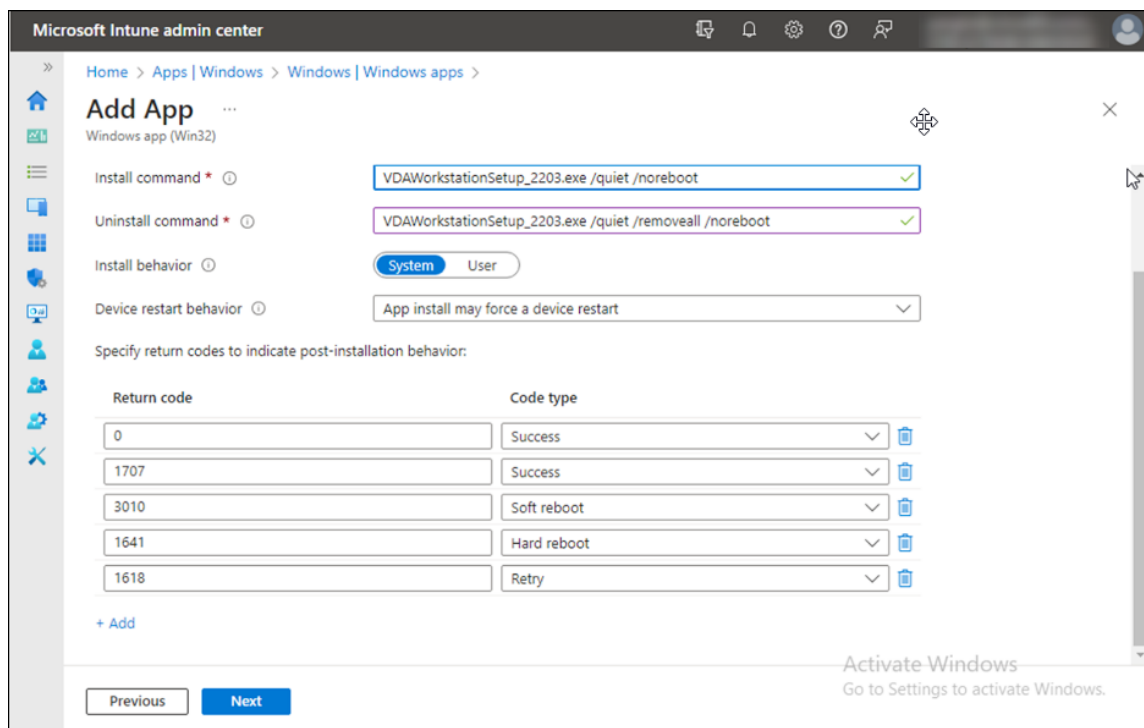 Microsoft Intune admin center
Home > Apps | Windows > Windows | Windows apps >
Add App ...
Windows app (Win32)
Install command * VDAWorkstationSetup_2203.exe /quiet /noreboot
Uninstall command * VDAWorkstationSetup_2203.exe /quiet /removeall /noreboot
Install behavior System User
Device restart behavior App install may force a device restart
Specify return codes to indicate post-installation behavior:
Return code Code type
0 Success
1707 Success
3010 Soft reboot
1641 Hard reboot
1618 Retry
+ Add
Activate Windows
Go to Settings to activate Windows.
Previous Next